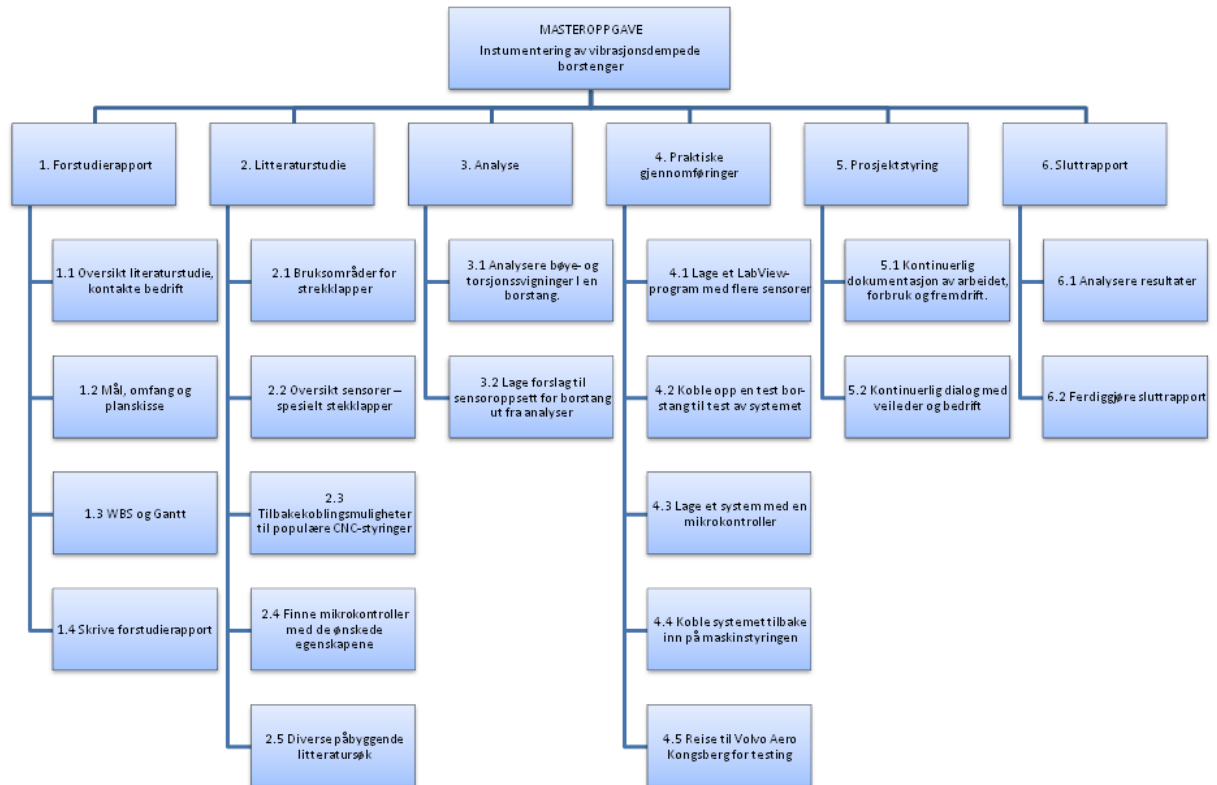 MASTEROPPGAVE
Instumentering av vibrasjonsdempede
borstenger
1. Forstudierapport
2. Litteraturstudie
3. Analyse
4. Praktiske
gjennomføringer
5. Prosjektstyring
6. Sluttrapport
1.1 Oversikt literaturstudie,
kontakte bedrift
1.2 Mål, omfang og
planskisse
1.3 WBS og Gantt
1.4 Skrive forstudierapport
2.1 Bruksområder for
strekklapper
2.2 Oversikt sensorer –
spesielt stekklapper
2.3
Tilbakekoblingsmuligheter
til populære CNC-styringer
2.4 Finne mikrokontroller
med de ønskede
egenskapene
2.5 Diverse påbyggende
litteratursøk
3.1 Analysere bøye- og
torsjonssvigninger I en
borstang.
3.2 Lage forslag til
sensoroppsett for borstang
ut fra analyser
4.1 Lage et LabView-
program med flere sensorer
4.2 Koble opp en test bor-
stang til test av systemet
4.3 Lage et system med en
mikrokontroller
4.4 Koble systemet tilbake
inn på maskinstyringen
4.5 Reise til Volvo Aero
Kongsberg for testing
5.1 Kontinuerlig
dokumentasjon av arbeidet,
forbruk og fremdrift.
5.2 Kontinuerlig dialog med
veileder og bedrift
6.1 Analysere resultater
6.2 Ferdiggjøre sluttrapport